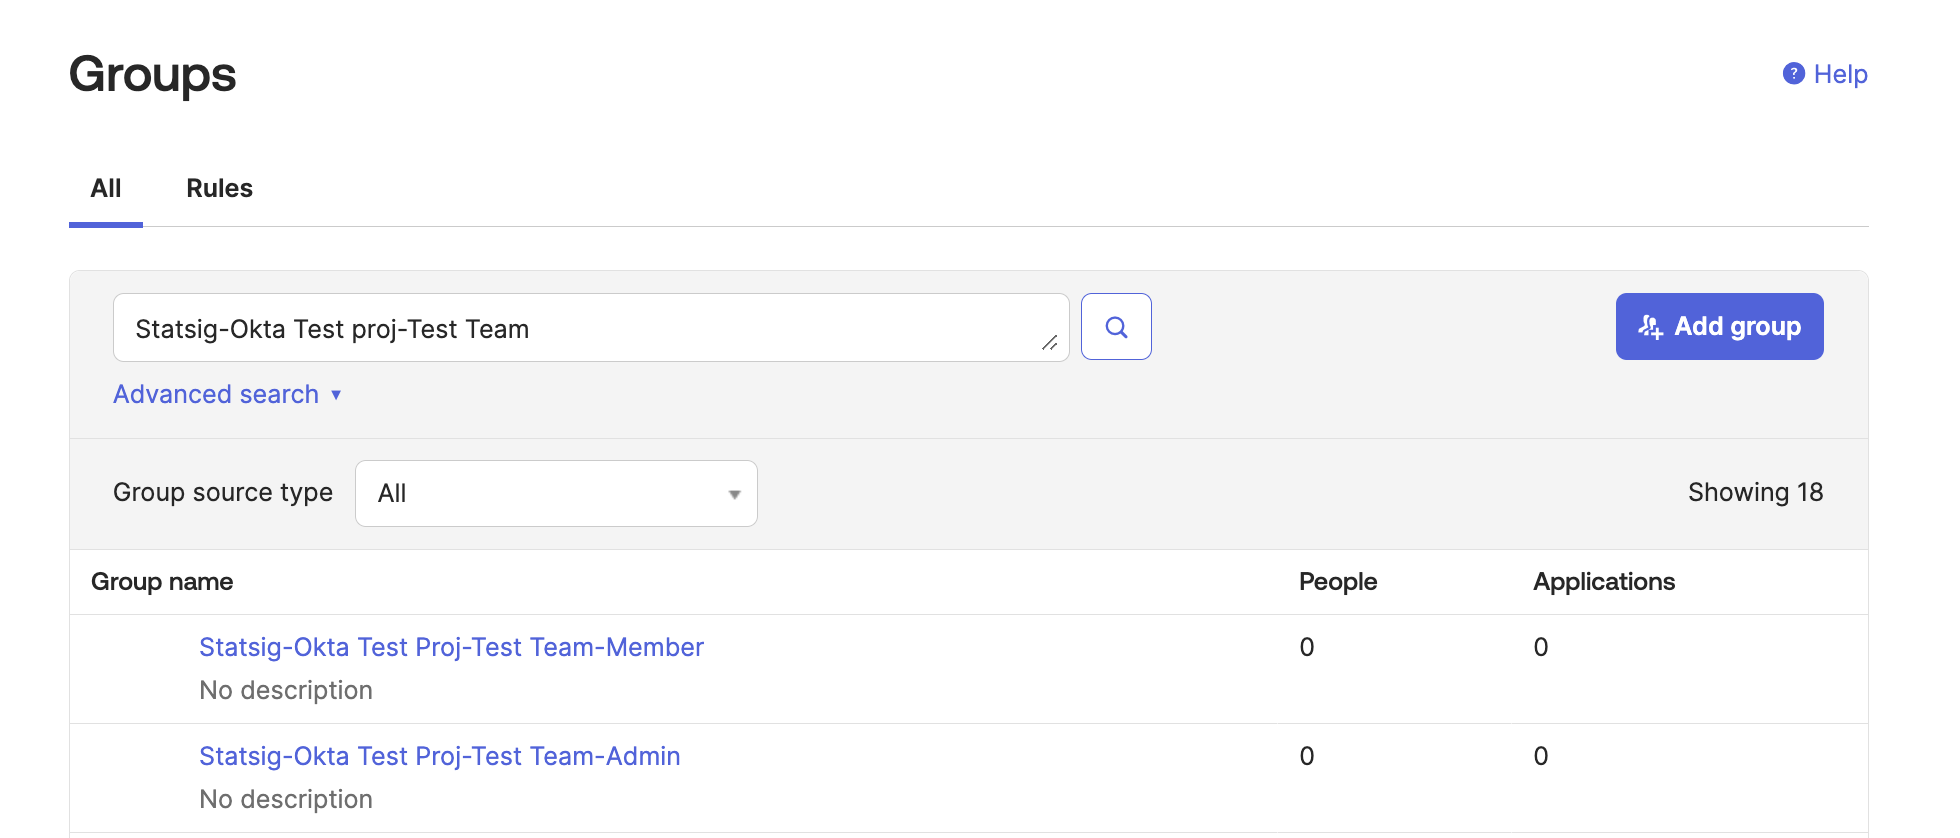 Groups
Help
All
Rules
Statsig-Okta Test proj-Test Team
Add group
Advanced search ▼
Group source type
All
Showing 18
Group name
People
Applications
Statsig-Okta Test Proj-Test Team-Member
0
0
No description
Statsig-Okta Test Proj-Test Team-Admin
0
0
No description